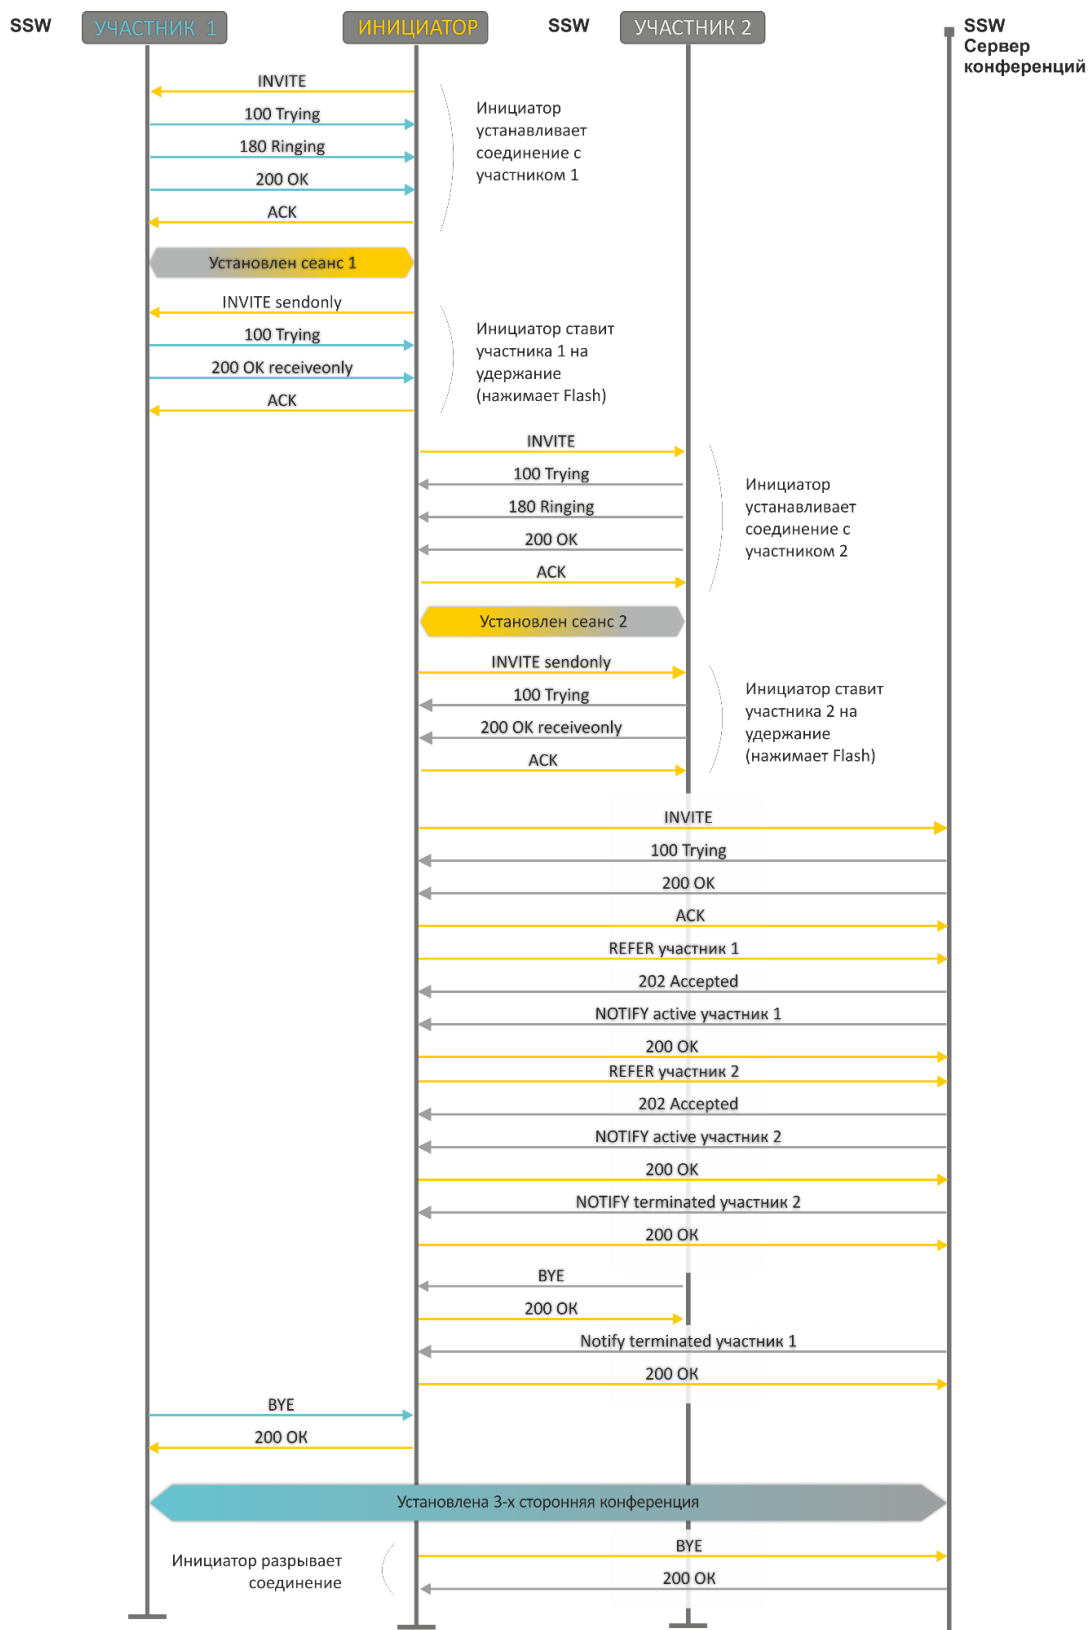 SSW
УЧАСТНИК 1
ИНИЦИАТОР
SSW
УЧАСТНИК 2
SSW
Сервер
конференций
INVITE
100 Trying
180 Ringing
200 OK
ACK
Инициатор
устанавливает
соединение с
участником 1
Установлен сеанс 1
INVITE sendonly
100 Trying
200 OK receiveonly
ACK
Инициатор ставит
участника 1 на
удержание
(нажимает Flash)
INVITE
100 Trying
180 Ringing
200 OK
ACK
Инициатор
устанавливает
соединение с
участником 2
Установлен сеанс 2
INVITE sendonly
100 Trying
200 OK receiveonly
ACK
Инициатор ставит
участника 2 на
удержание
(нажимает Flash)
INVITE
100 Trying
200 OK
ACK
REFER участник 1
202 Accepted
NOTIFY active участник 1
200 OK
REFER участник 2
202 Accepted
NOTIFY active участник 2
200 OK
NOTIFY terminated участник 2
200 OK
BYE
200 OK
Notify terminated участник 1
200 OK
BYE
200 OK
Установлена 3-х сторонняя конференция
Инициатор разрывает
соединение
BYE
200 OK